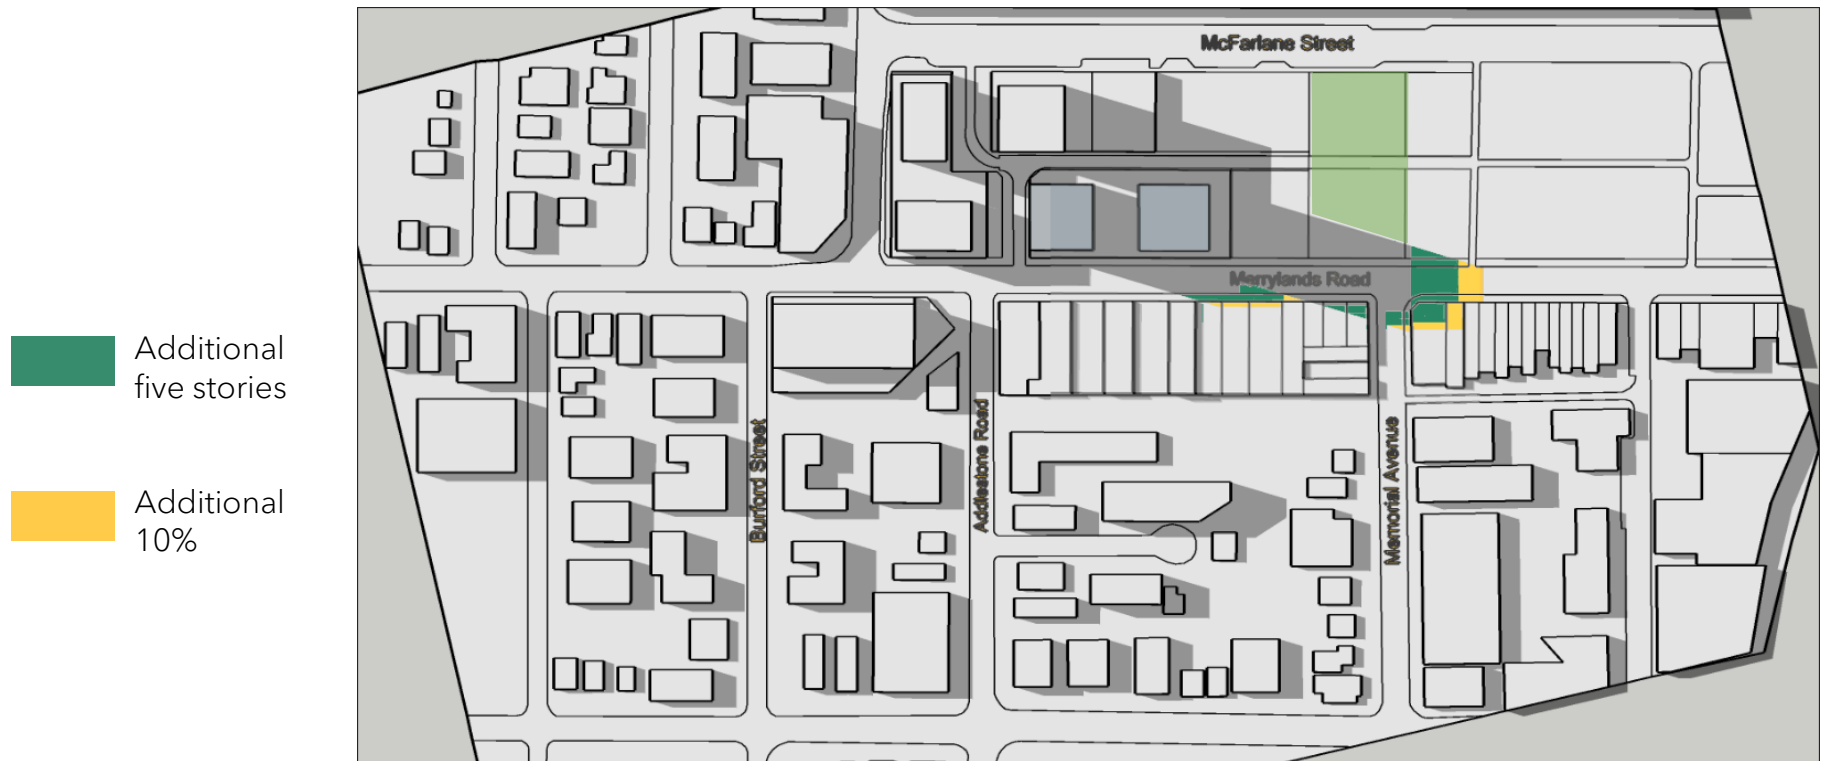 McFarlane Street
Merrylands Road
Additional
five stories
Burford Street
Addlestone Road
Memorial Avenue
Additional
10%